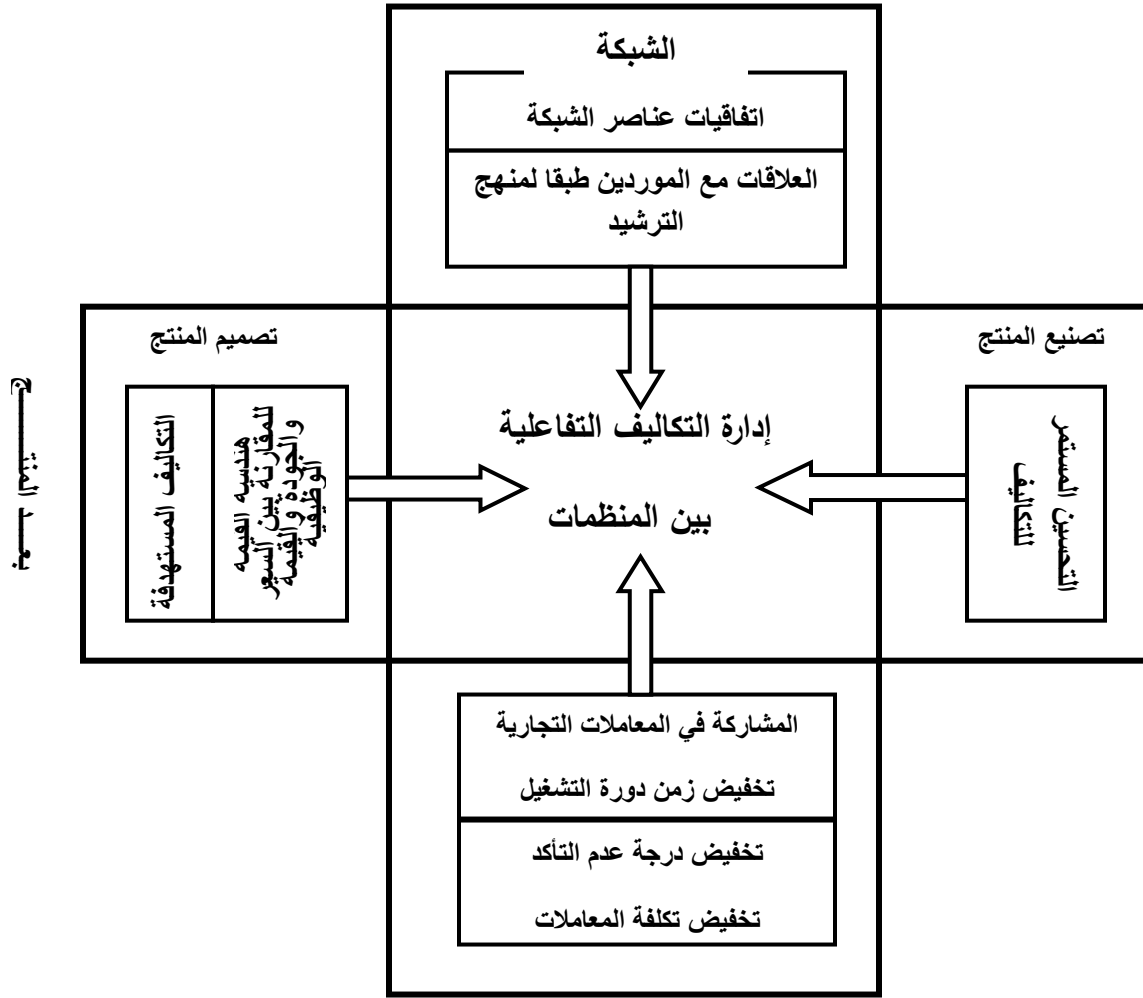 الشبكة
اتفاقيات عناصر الشبكة
العلاقات مع الموردين طبقا لمنهج
الترشيد
تصنيع المنتج
التحسين المستمر
للتكاليف
إدارة التكاليف التفاعلية
بين المنظمات
تصميم المنتج
هندسة القيمة
للمقارنة بين السعر
والجودة والقيمة
الوظيفية
التكاليف المستهدفة
بعـــد المنتـــــــج
المشاركة في المعاملات التجارية
تخفيض زمن دورة التشغيل
تخفيض درجة عدم التأكد
تخفيض تكلفة المعاملات